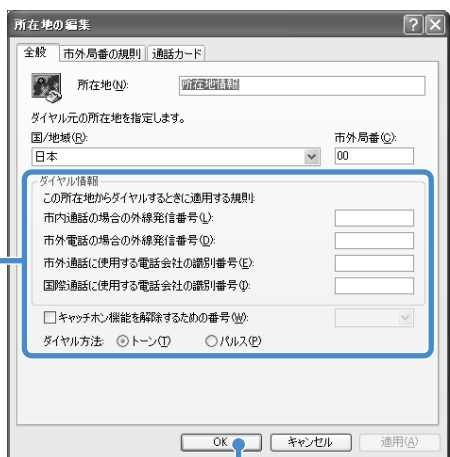 所在地の編集
全般 市外局番の規則 通話カード
所在地(N): 所在地情報
ダイヤル元の所在地を指定します。
国/地域(R): 市外局番(C):
日本 00
ダイヤル情報
この所在地からダイヤルするときに適用する規則:
市内通話の場合の外線発信番号(L):
市外電話の場合の外線発信番号(D):
市外通話に使用する電話会社の識別番号(E):
国際通話に使用する電話会社の識別番号(I):
キャッチホン機能を解除するための番号(W):
ダイヤル方法: トーン(T) パルス(P)
OK キャンセル 適用(A)